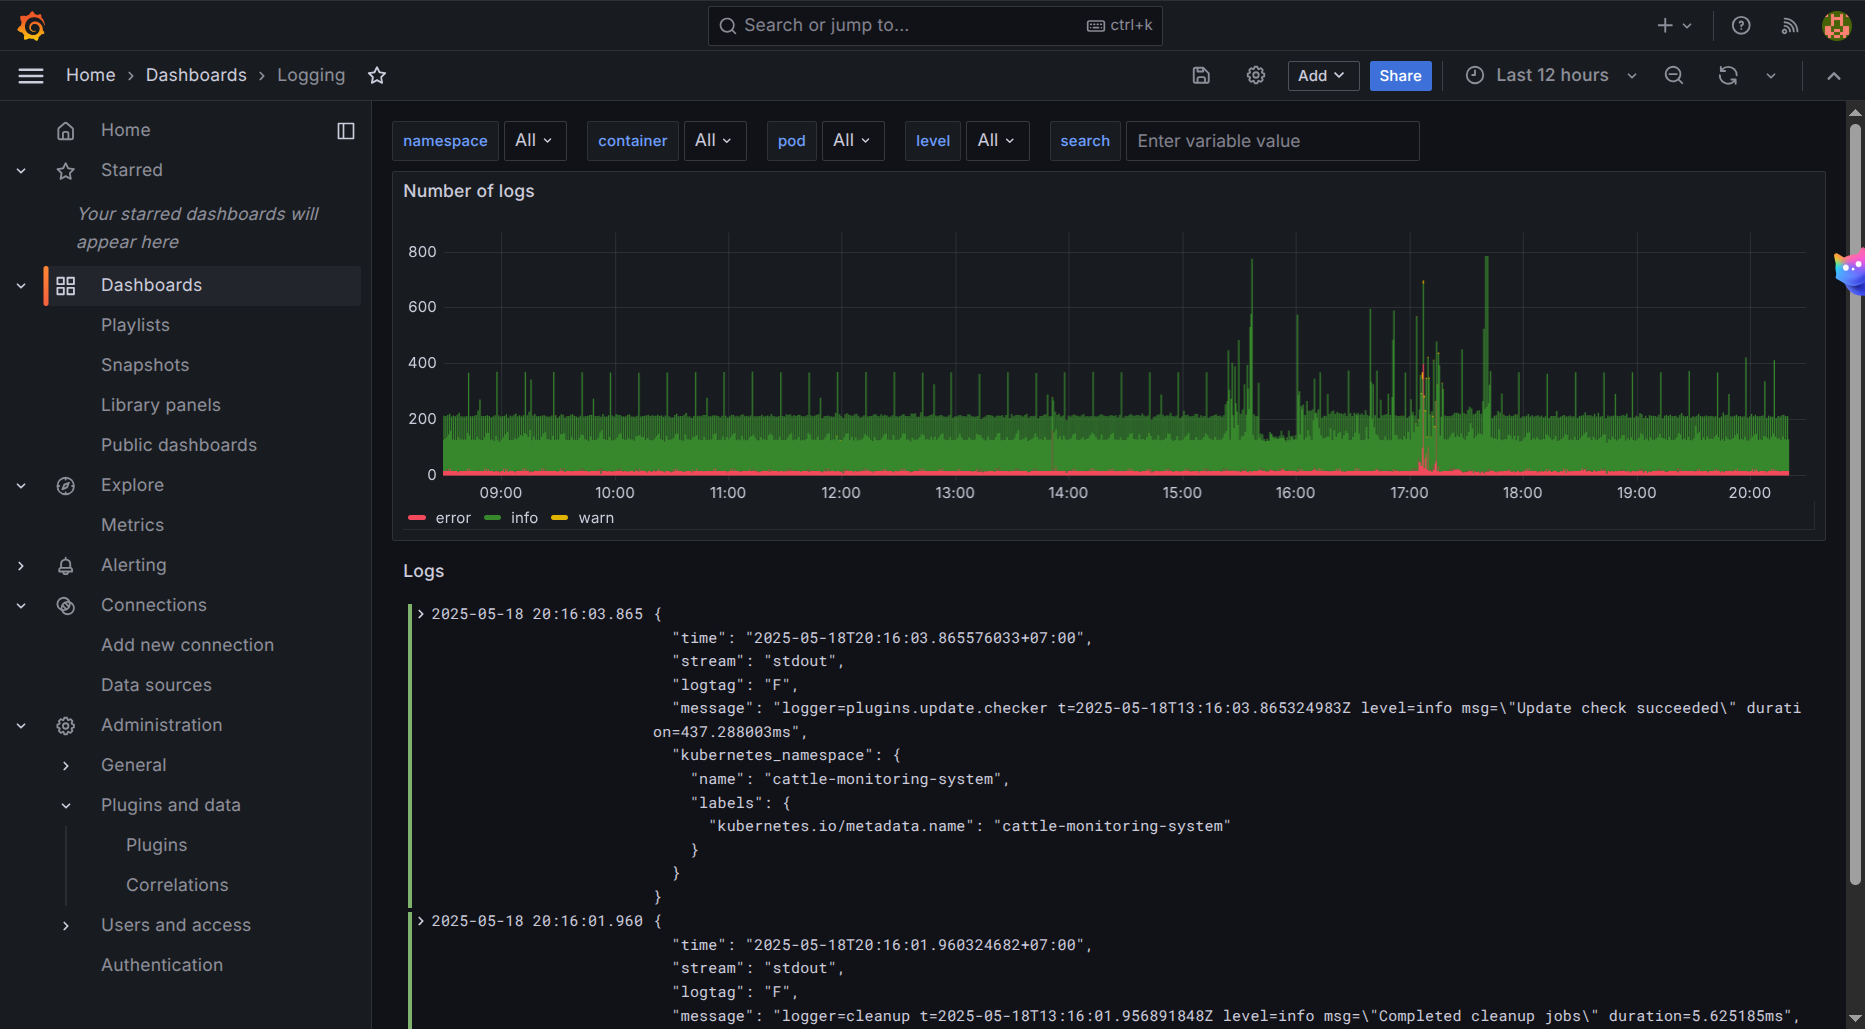 Search or jump to...
ctrl+k
Home › Dashboards › Logging
Add
Share
Last 12 hours
Home
Starred
Your starred dashboards will
appear here
Dashboards
Playlists
Snapshots
Library panels
Public dashboards
Explore
Metrics
Alerting
Connections
Add new connection
Data sources
Administration
General
Plugins and data
Plugins
Correlations
Users and access
Authentication
namespace All container All pod All level All search Enter variable value
Number of logs
800
600
400
200
0
09:00 10:00 11:00 12:00 13:00 14:00 15:00 16:00 17:00 18:00 19:00 20:00
error info warn
Logs
2025-05-18 20:16:03.865 {
"time": "2025-05-18T20:16:03.865576033+07:00",
"stream": "stdout",
"logtag": "F",
"message": "logger=plugins.update.checker t=2025-05-18T13:16:03.865324983Z level=info msg=\"Update check succeeded\" durati
on=437.288003ms",
"kubernetes_namespace": {
"name": "cattle-monitoring-system",
"labels": {
"kubernetes.io/metadata.name": "cattle-monitoring-system"
}
}
}
2025-05-18 20:16:01.960 {
"time": "2025-05-18T20:16:01.960324682+07:00",
"stream": "stdout",
"logtag": "F",
"message": "logger=cleanup t=2025-05-18T13:16:01.956891848Z level=info msg=\"Completed cleanup jobs\" duration=5.625185ms",